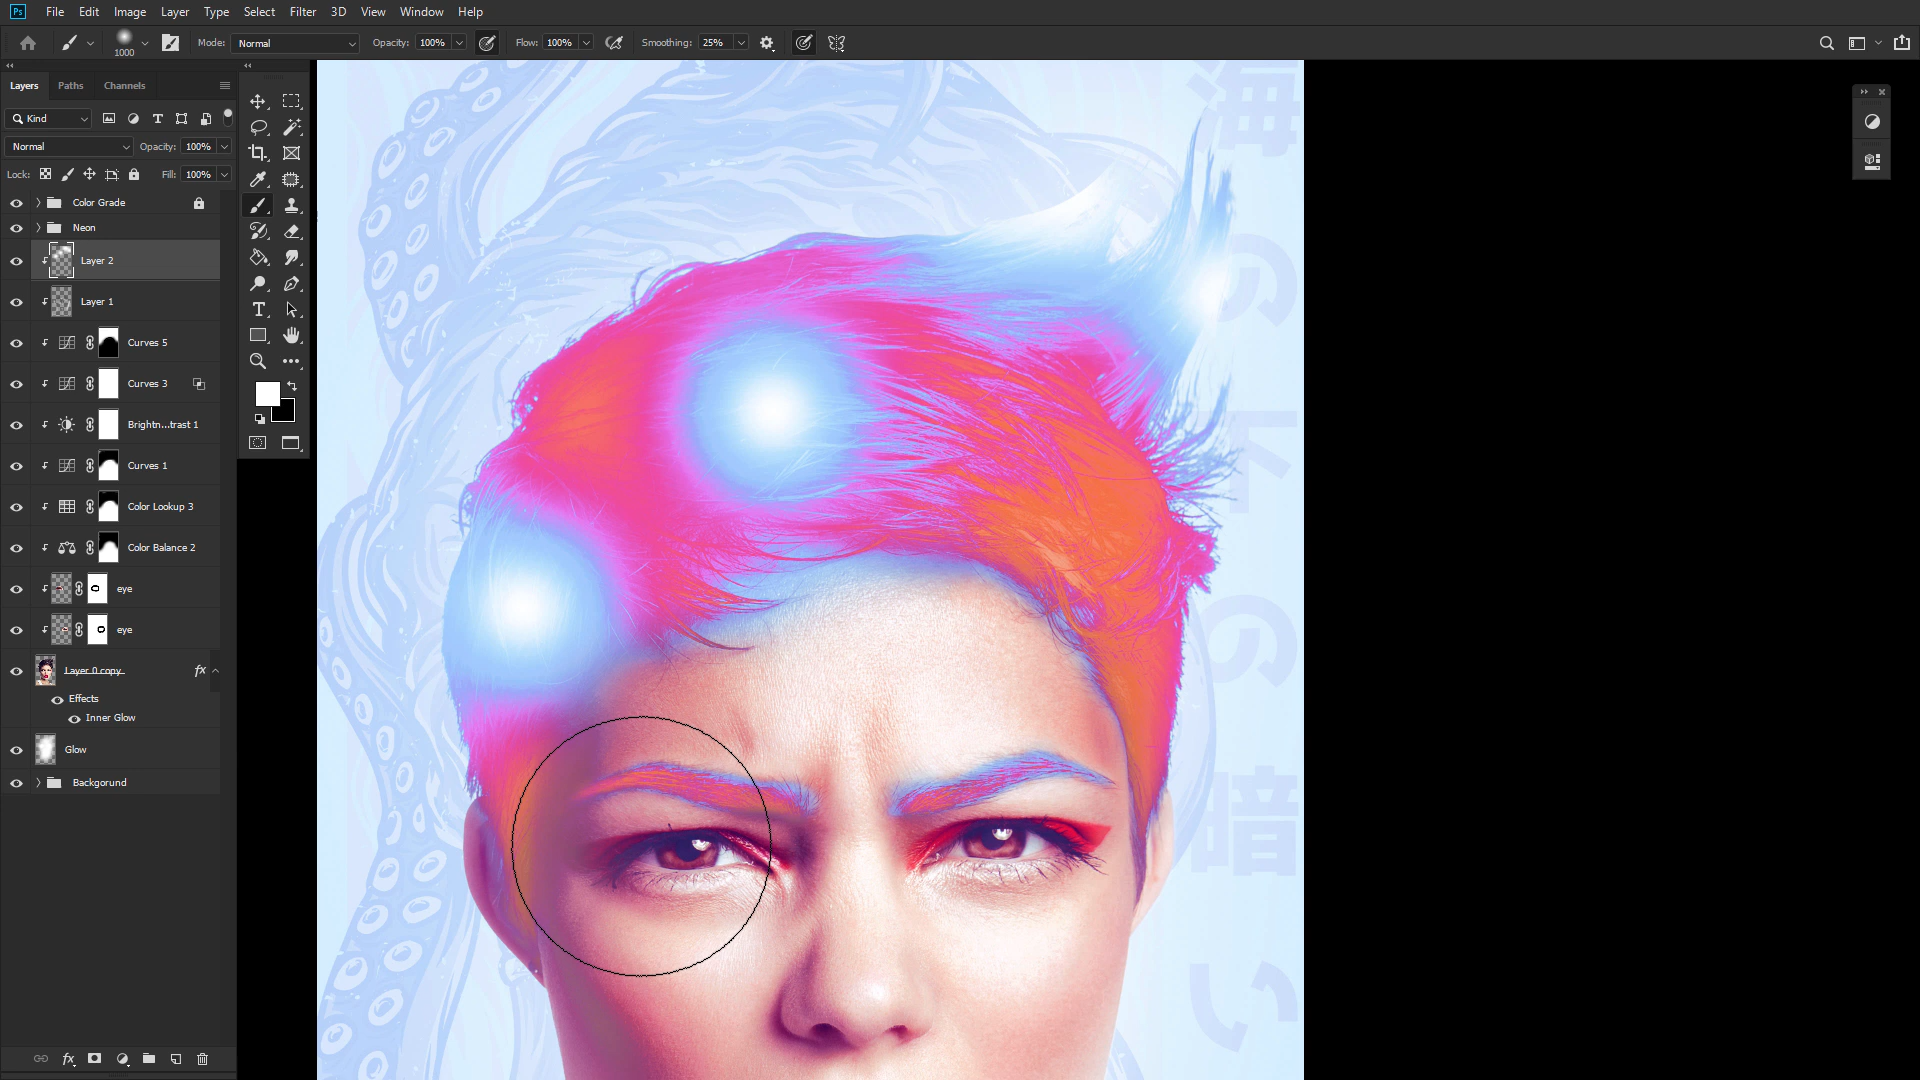 Ps File Edit Image Layer Type Select Filter 3D View Window Help
1000 Mode: Normal Opacity: 100% Flow: 100% Smoothing: 25%
Layers Paths Channels
Kind
Normal Opacity: 100%
Lock: Fill: 100%
Color Grade
Neon
Layer 2
Layer 1
Curves 5
Curves 3
Brightn...trast 1
Curves 1
Color Lookup 3
Color Balance 2
eye
eye
Layer 0 copy
fx
Effects
Inner Glow
Glow
Backgorund
fx
海
の
下
の
暗
い